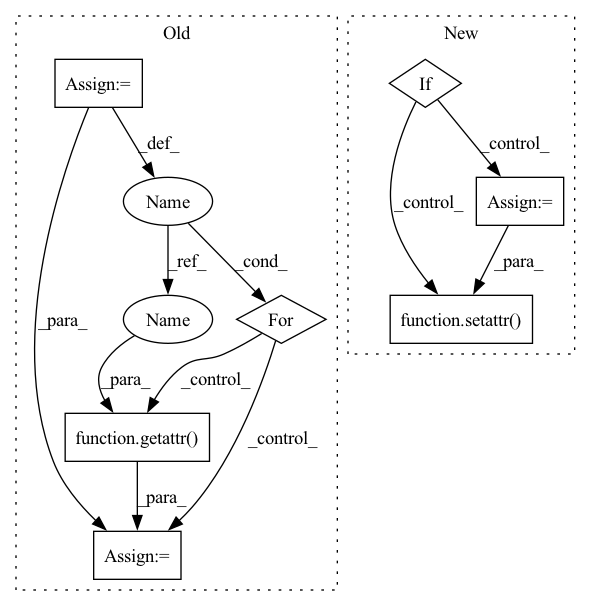 Old
New
Assign:=
If
_def_
_control_
Name
Assign:=
_control_
_ref_
_cond_
_para_
_para_
Name
For
function.setattr()
_para_
_control_
function.getattr()
_control_
_para_
Assign:=